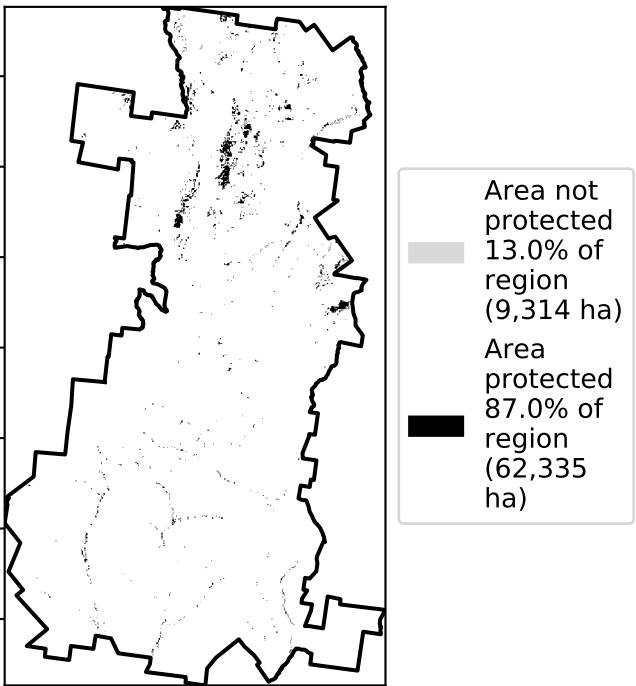 Area not
protected
13.0% of
region
(9,314 ha)
Area
protected
87.0% of
region
(62,335
ha)